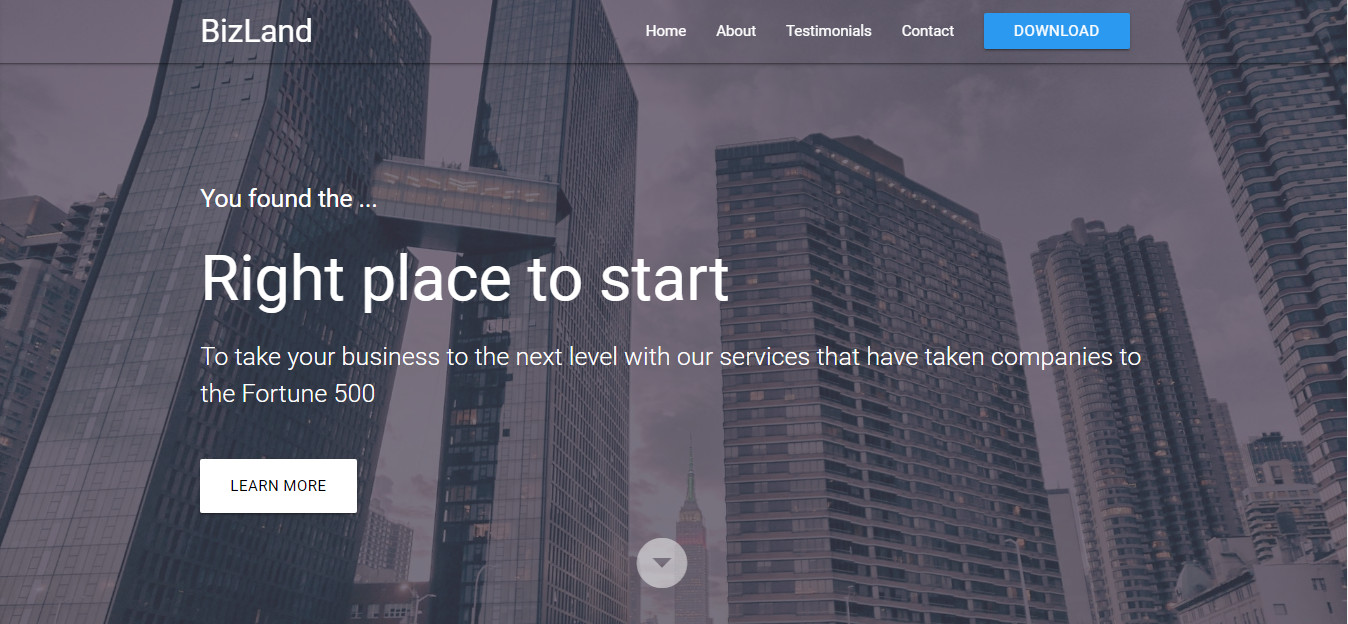 BizLand
Home About Testimonials Contact DOWNLOAD
You found the ...
Right place to start
To take your business to the next level with our services that have taken companies to
the Fortune 500
LEARN MORE